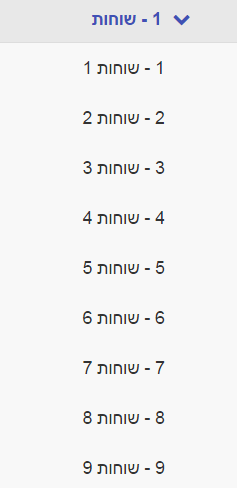 1 - שוחות
1 - שוחות 1
2 - שוחות 2
3 - שוחות 3
4 - שוחות 4
5 - שוחות 5
6 - שוחות 6
7 - שוחות 7
8 - שוחות 8
9 - שוחות 9